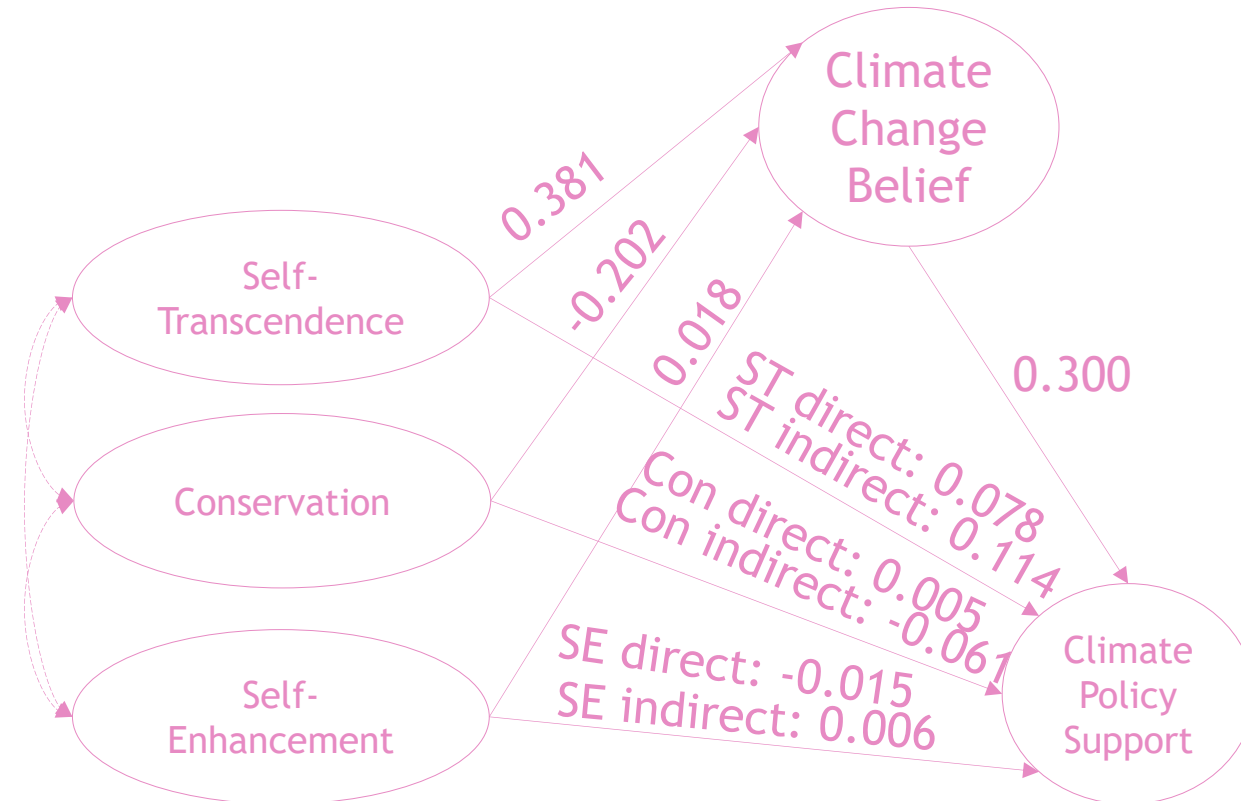 Climate
Change
Belief
0.381
-0.202
0.018
Self-
Transcendence
0.300
ST direct: 0.078
ST indirect: 0.114
Conservation
Con direct: 0.005
Con indirect: -0.061
SE direct: -0.015
SE indirect: 0.006
Self-
Enhancement
Climate
Policy
Support